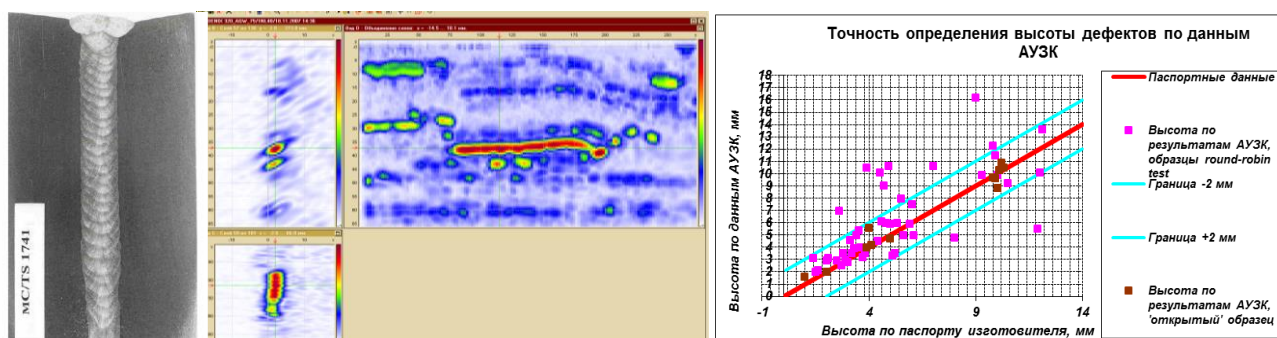 MC/TS 1741
Точность определения высоты дефектов по данным
АУЗК
18
17
16
15
14
13
12
11
10
9
8
7
6
5
4
3
2
1
0
-1
4
9
14
Высота по данным АУЗК, мм
Высота по паспорту изготовителя, мм
Паспортные данные
Высота по
результатам АУЗК,
образцы round-robin
test
Граница -2 мм
Граница +2 мм
Высота по
результатам АУЗК,
'открытый' образец